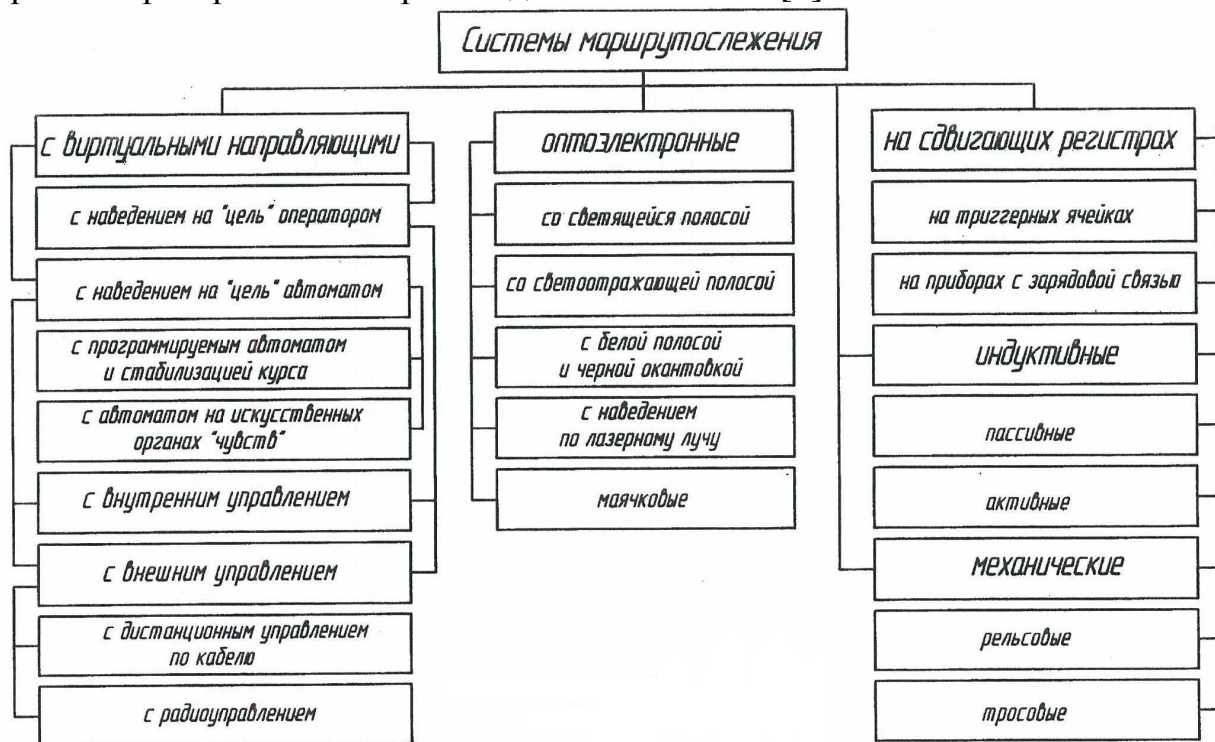 Системы маршрутослежения
с виртуальными направляющими
с наведением на "цель" оператором
с наведением на "цель" автоматом
с программируемым автоматом
и стабилизацией курса
с автоматом на искусственных
органах "чувств"
с внутренним управлением
с внешним управлением
с дистанционным управлением
по кабелю
с радиоуправлением
оптоэлектронные
со светящейся полосой
со светоотражающей полосой
с белой полосой
и черной окантовкой
с наведением
по лазерному лучу
маячковые
на сдвигающих регистрах
на триггерных ячейках
на приборах с зарядовой связью
индуктивные
пассивные
активные
механические
рельсовые
тросовые